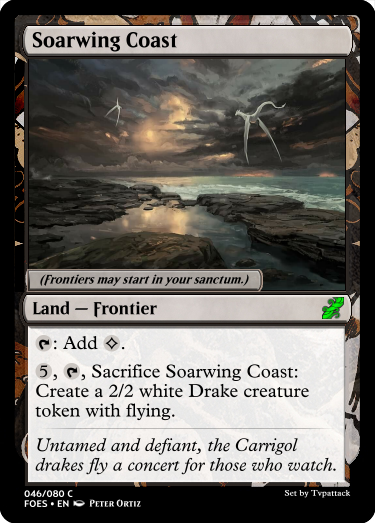 Soarwing Coast
(Frontiers may start in your sanctum.)
Land — Frontier
: Add .
5, , Sacrifice Soarwing Coast:
Create a 2/2 white Drake creature
token with flying.
Untamed and defiant, the Carrigol
drakes fly a concert for those who watch.
046/080 C
FOES • EN Peter Ortiz
Set by Tvpattack